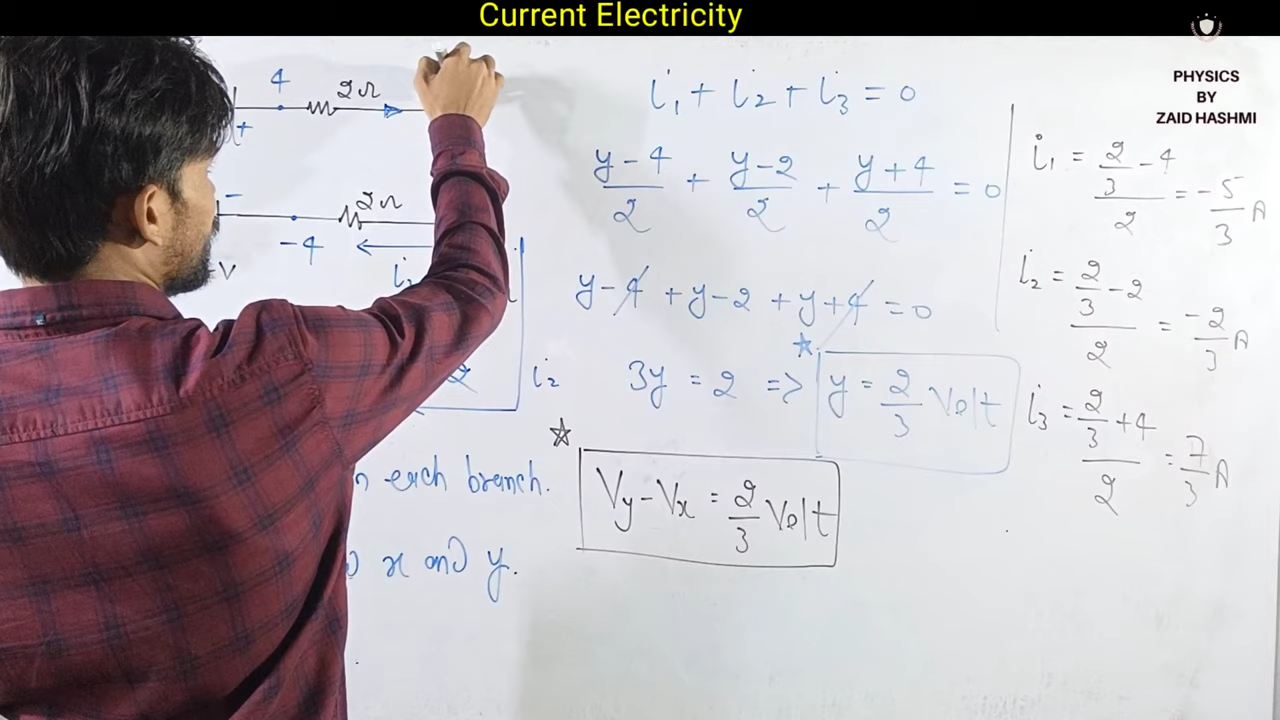 Current Electricity
PHYSICS
BY
ZAID HASHMI
4
2Ω
+
-
2Ω
-4
V
2
i₂
n each branch.
x and y.
i₁ + i₂ + i₃ = 0
y-4/2 + y-2/2 + y+4/2 = 0
y-4 + y-2 + y+4 = 0
3y = 2 => y = 2/3 Volt
Vy - Vx = 2/3 Volt
i₁ = 2/3 - 4/2 = -5/3 A
i₂ = 2/3 - 2/2 = -2/3 A
i₃ = 2/3 + 4/2 = 7/3 A